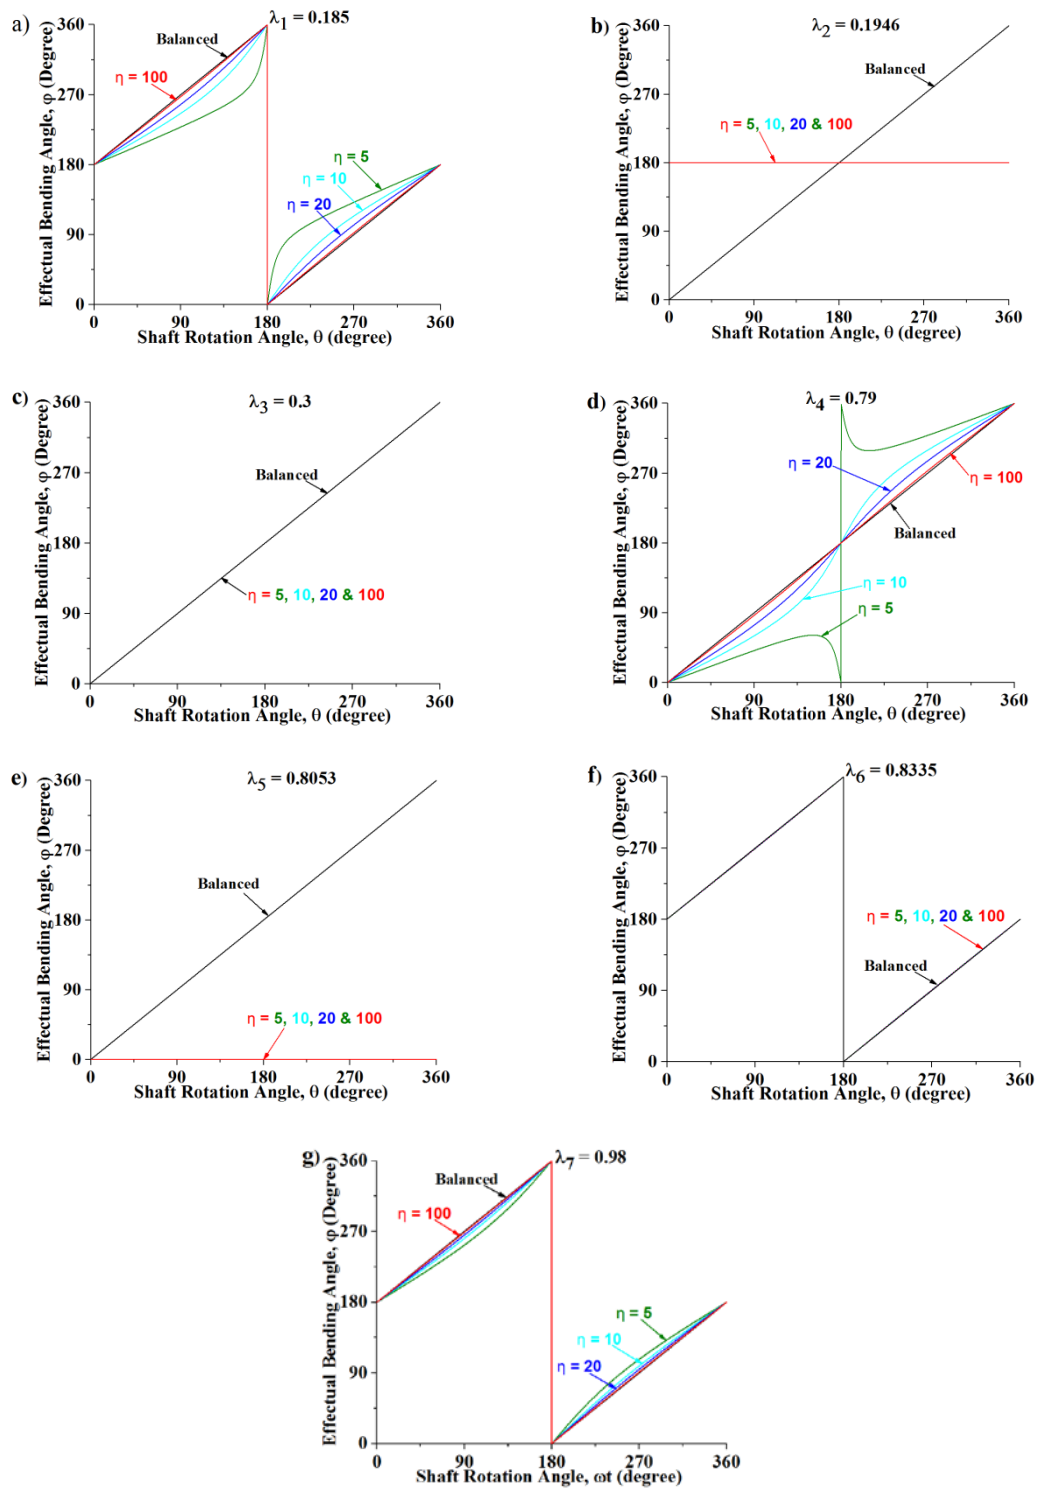 a)
λ1 = 0.185
Effectual Bending Angle, φ (Degree)
360
270
180
90
0
Balanced
η = 100
η = 5
η = 10
η = 20
0 90 180 270 360
Shaft Rotation Angle, θ (degree)
b)
λ2 = 0.1946
Effectual Bending Angle, φ (Degree)
360
270
180
90
0
Balanced
η = 5, 10, 20 & 100
0 90 180 270 360
Shaft Rotation Angle, θ (degree)
c)
λ3 = 0.3
Effectual Bending Angle, φ (Degree)
360
270
180
90
0
Balanced
η = 5, 10, 20 & 100
0 90 180 270 360
Shaft Rotation Angle, θ (degree)
d)
λ4 = 0.79
Effectual Bending Angle, φ (Degree)
360
270
180
90
0
η = 20
η = 100
Balanced
η = 10
η = 5
0 90 180 270 360
Shaft Rotation Angle, θ (degree)
e)
λ5 = 0.8053
Effectual Bending Angle, φ (Degree)
360
270
180
90
0
Balanced
η = 5, 10, 20 & 100
0 90 180 270 360
Shaft Rotation Angle, θ (degree)
f)
λ6 = 0.8335
Effectual Bending Angle, φ (Degree)
360
270
180
90
0
η = 5, 10, 20 & 100
Balanced
0 90 180 270 360
Shaft Rotation Angle, θ (degree)
g)
λ7 = 0.98
Effectual Bending Angle, φ (Degree)
360
270
180
90
0
Balanced
η = 100
η = 5
η = 10
η = 20
0 90 180 270 360
Shaft Rotation Angle, ωt (degree)